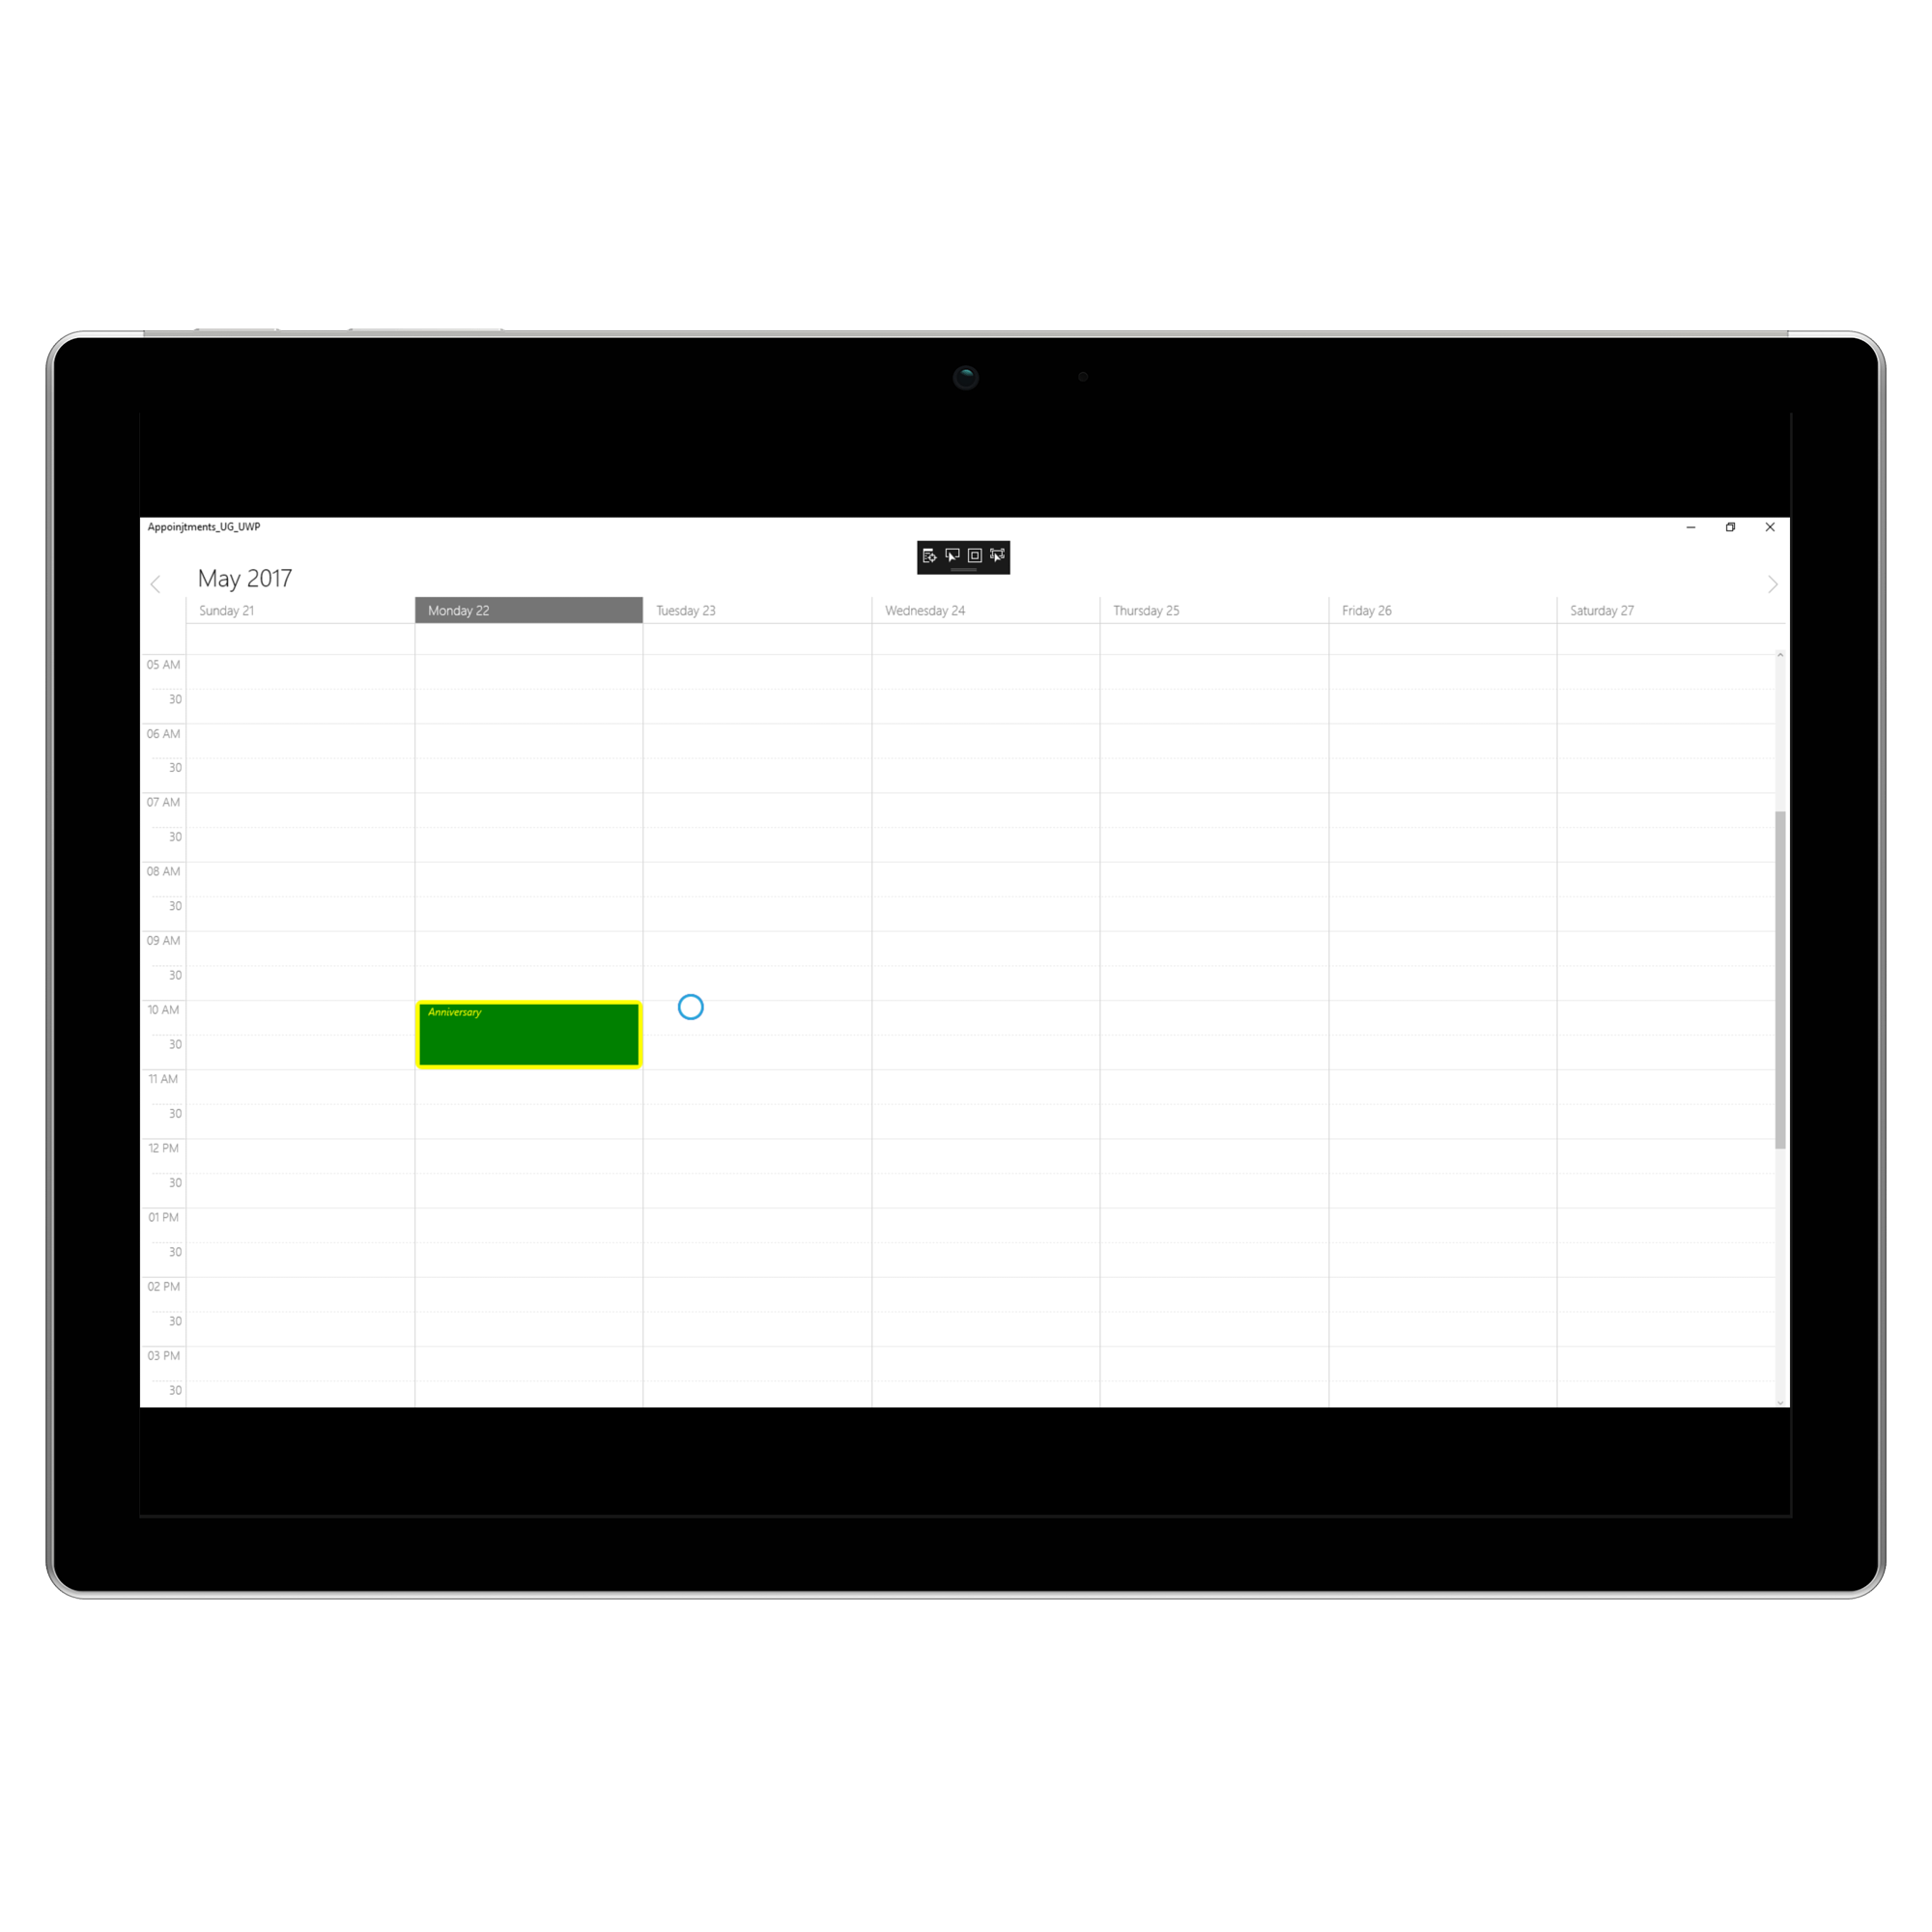 Appoinjtments_UG_UWP
May 2017
Sunday 21 Monday 22 Tuesday 23 Wednesday 24 Thursday 25 Friday 26 Saturday 27
05 AM
30
06 AM
30
07 AM
30
08 AM
30
09 AM
30
10 AM Anniversary
30
11 AM
30
12 PM
30
01 PM
30
02 PM
30
03 PM
30